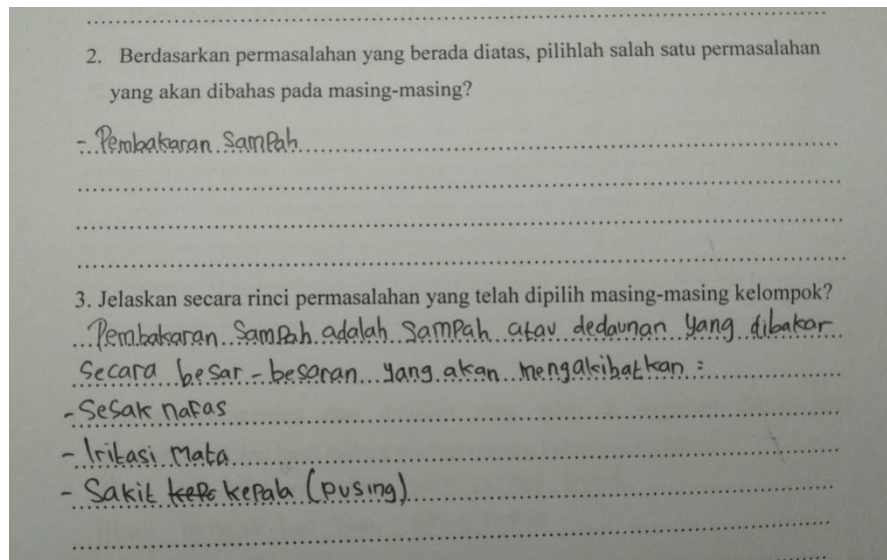 2. Berdasarkan permasalahan yang berada diatas, pilihlah salah satu permasalahan
yang akan dibahas pada masing-masing?
- Pembakaran Sampah
3. Jelaskan secara rinci permasalahan yang telah dipilih masing-masing kelompok?
Pembakaran Sampah adalah Sampah atau dedaunan yang dibakar
Secara besar-besaran yang akan mengakibatkan :
- Sesak nafas
- Iritasi Mata
- Sakit kepala (pusing)